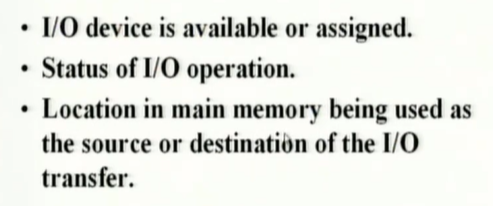 • I/O device is available or assigned.
• Status of I/O operation.
• Location in main memory being used as
the source or destination of the I/O
transfer.